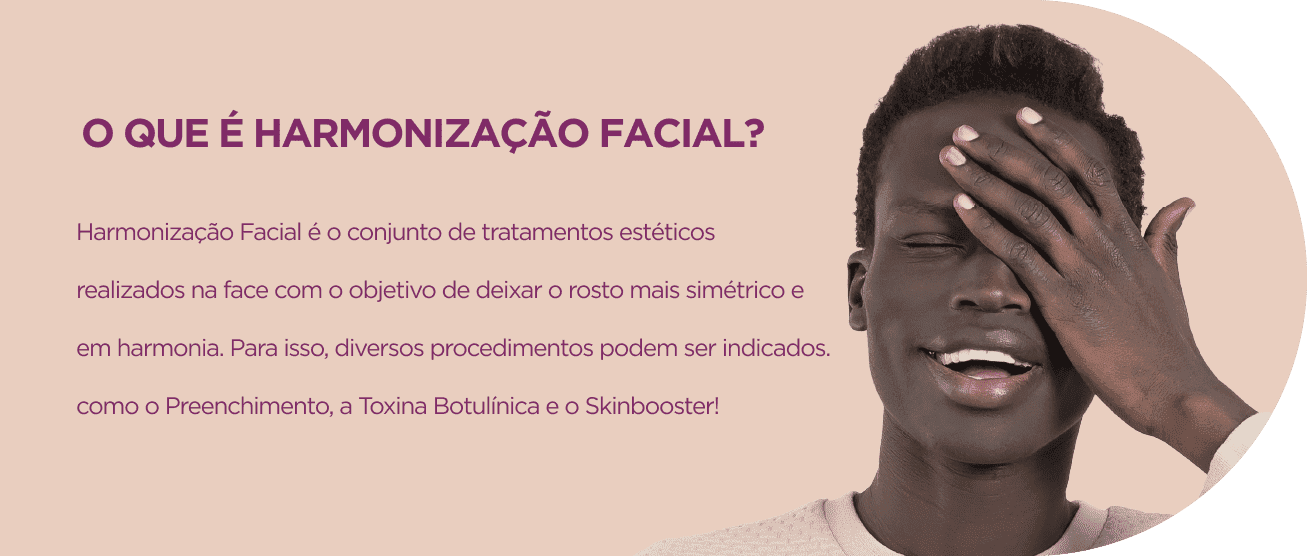 O QUE É HARMONIZAÇÃO FACIAL?
Harmonização Facial é o conjunto de tratamentos estéticos
realizados na face com o objetivo de deixar o rosto mais simétrico e
em harmonia. Para isso, diversos procedimentos podem ser indicados.
como o Preenchimento, a Toxina Botulínica e o Skinbooster!